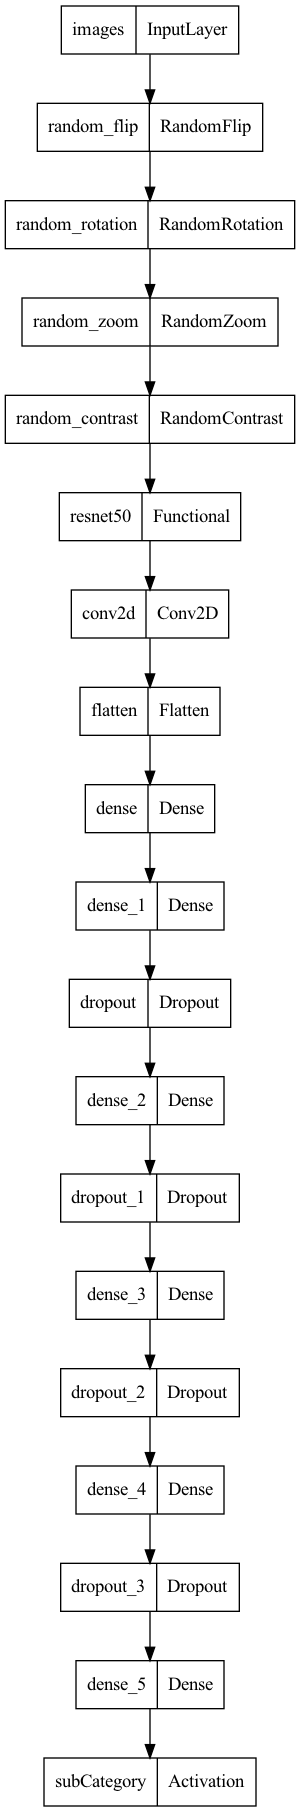 images InputLayer
random_flip RandomFlip
random_rotation RandomRotation
random_zoom RandomZoom
random_contrast RandomContrast
resnet50 Functional
conv2d Conv2D
flatten Flatten
dense Dense
dense_1 Dense
dropout Dropout
dense_2 Dense
dropout_1 Dropout
dense_3 Dense
dropout_2 Dropout
dense_4 Dense
dropout_3 Dropout
dense_5 Dense
subCategory Activation